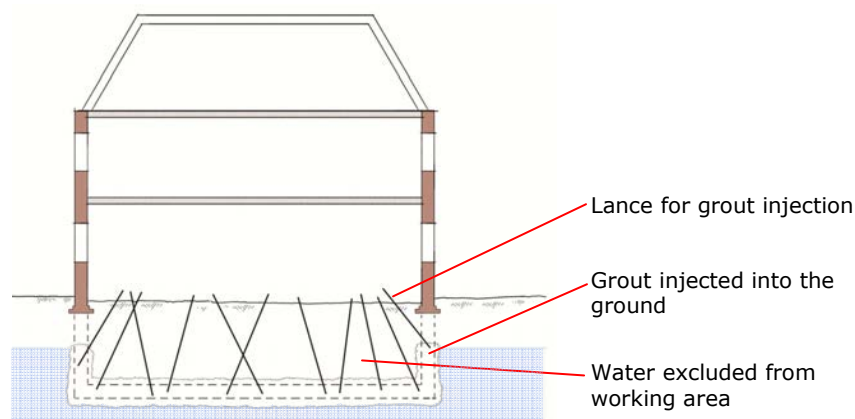 Lance for grout injection
Grout injected into the
ground
Water excluded from
working area